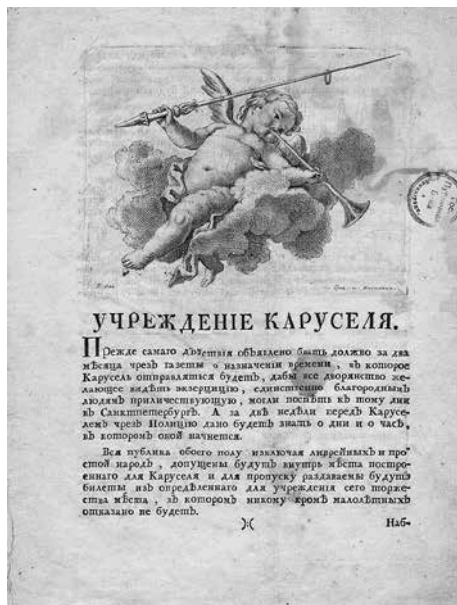 УЧРЕЖДЕНІЕ КАРУСЕЛЯ.
Прежде самаго дѣйствія объявлено быть должно за два
мѣсяца чрезъ газеты о назначеніи времени , въ которое
Карусель отправляться будетъ, дабы все дворянство же-
лающее видѣть экзерцицію , единственно благороднымъ
людямъ приличествующую, могли поспѣть къ тому дни
въ Санктпетербургъ. А за двѣ недѣли передъ Карусе-
лемъ чрезъ Полицію дано будетъ знать о дни и о часѣ,
въ которомъ оной начнется.
Вся публика обоего полу изключая ливрейныхъ и про-
стой народъ , допущены будутъ внутрь мѣста построе-
еннаго для Каруселя и для пропуску раздаваемы будутъ
билеты изъ опредѣленнаго для учрежденія сего торже-
ства мѣста , въ которомъ никому кромѣ малолѣтныхъ
отказано не будетъ.
Наб-